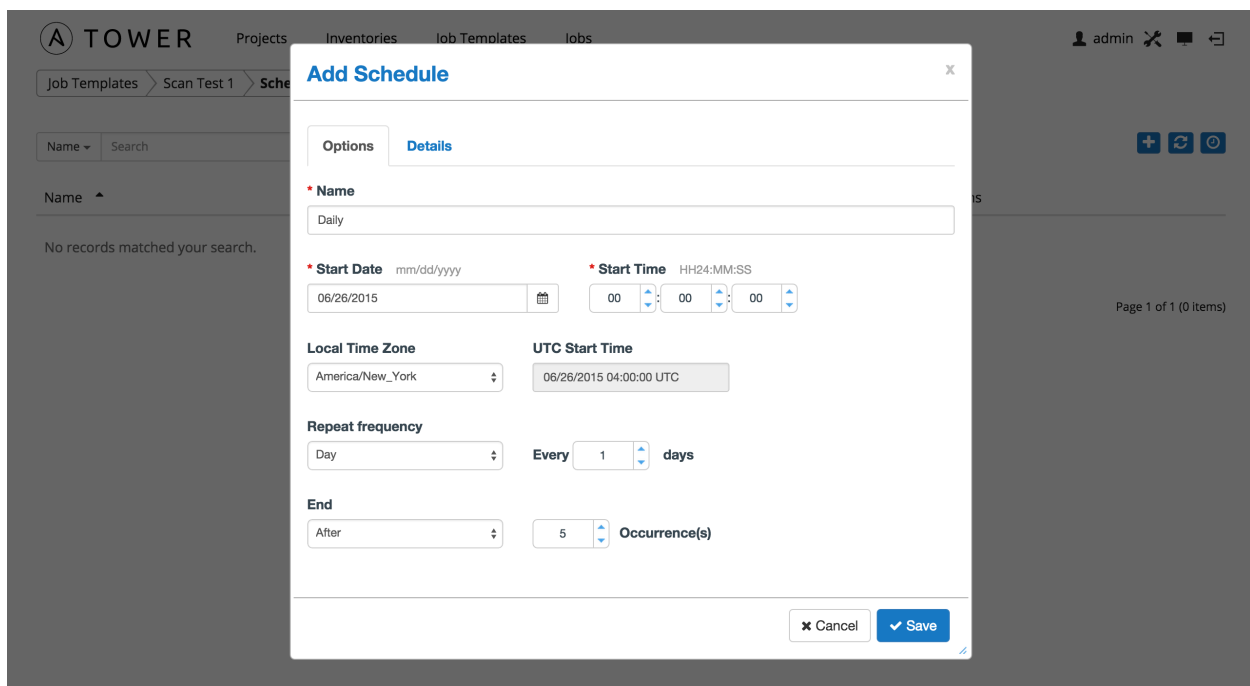 A TOWER Projects Inventories Job Templates Jobs admin
Job Templates Scan Test 1 Sche
Add Schedule x
Name Search
Options Details
* Name
Name
Daily
No records matched your search.
* Start Date mm/dd/yyyy * Start Time HH24:MM:SS
06/26/2015 00 : 00 : 00
Page 1 of 1 (0 items)
Local Time Zone UTC Start Time
America/New_York 06/26/2015 04:00:00 UTC
Repeat frequency
Day Every 1 days
End
After 5 Occurrence(s)
Cancel Save